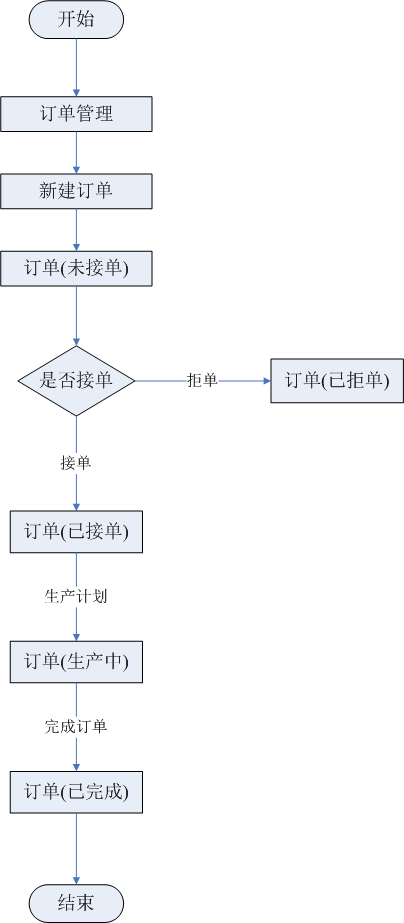 开始
订单管理
新建订单
订单(未接单)
是否接单
拒单
订单(已拒单)
接单
订单(已接单)
生产计划
订单(生产中)
完成订单
订单(已完成)
结束